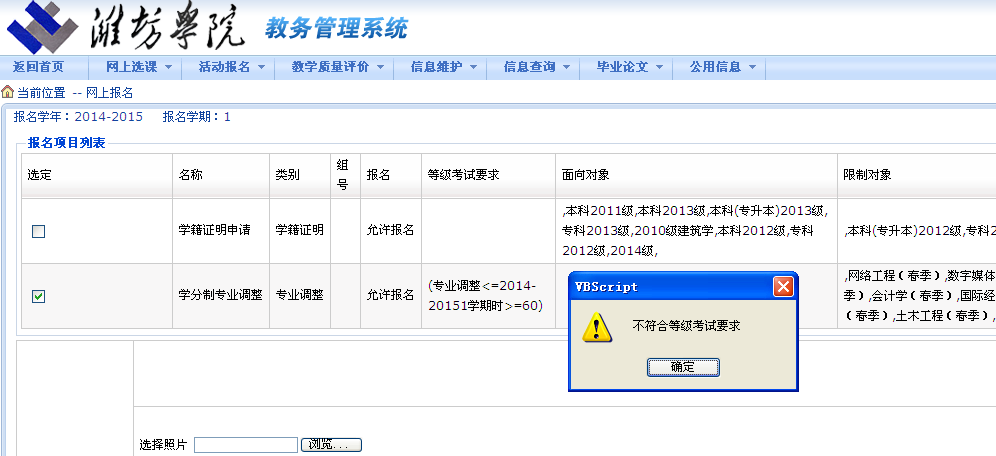 濰坊學院 教务管理系统
返回首页 网上选课 活动报名 教学质量评价 信息维护 信息查询 毕业论文 公用信息
当前位置 -- 网上报名
报名学年：2014-2015 报名学期：1
报名项目列表
选定 名称 类别 组号 报名 等级考试要求 面向对象 限制对象
学籍证明申请 学籍证明 允许报名
,本科2011级,本科2013级,本科(专升本)2013级,
专科2013级,2010级建筑学,本科2012级,专科
2012级,2014级,
,本科(专升本)2012级,专科2
学分制专业调整 专业调整 允许报名
(专业调整<=2014-
20151学期时>=60)
,网络工程（春季）,数字媒体
季）,会计学（春季）,国际经
（春季）,土木工程（春季）,
VBScript
不符合等级考试要求
确定
选择照片 浏览...